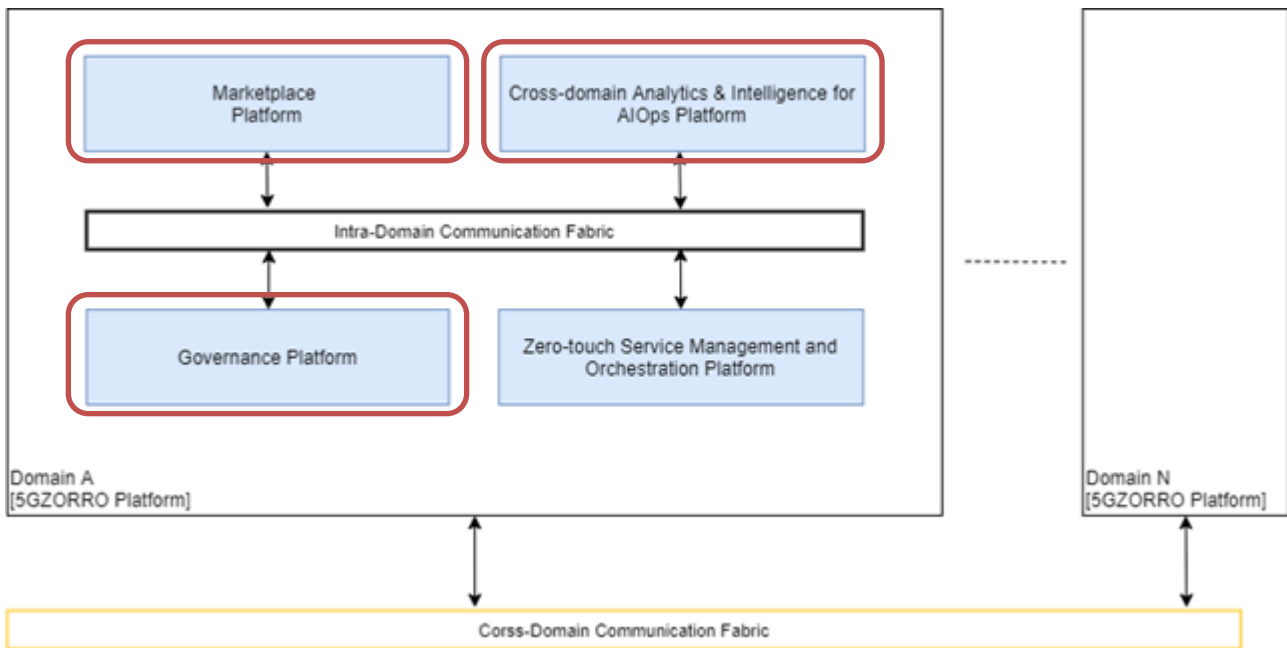 Marketplace
Platform
Cross-domain Analytics & Intelligence for
AIOps Platform
Intra-Domain Communication Fabric
Governance Platform
Zero-touch Service Management and
Orchestration Platform
Domain A
[5GZORRO Platform]
Domain N
[5GZORRO Platform]
Corss-Domain Communication Fabric